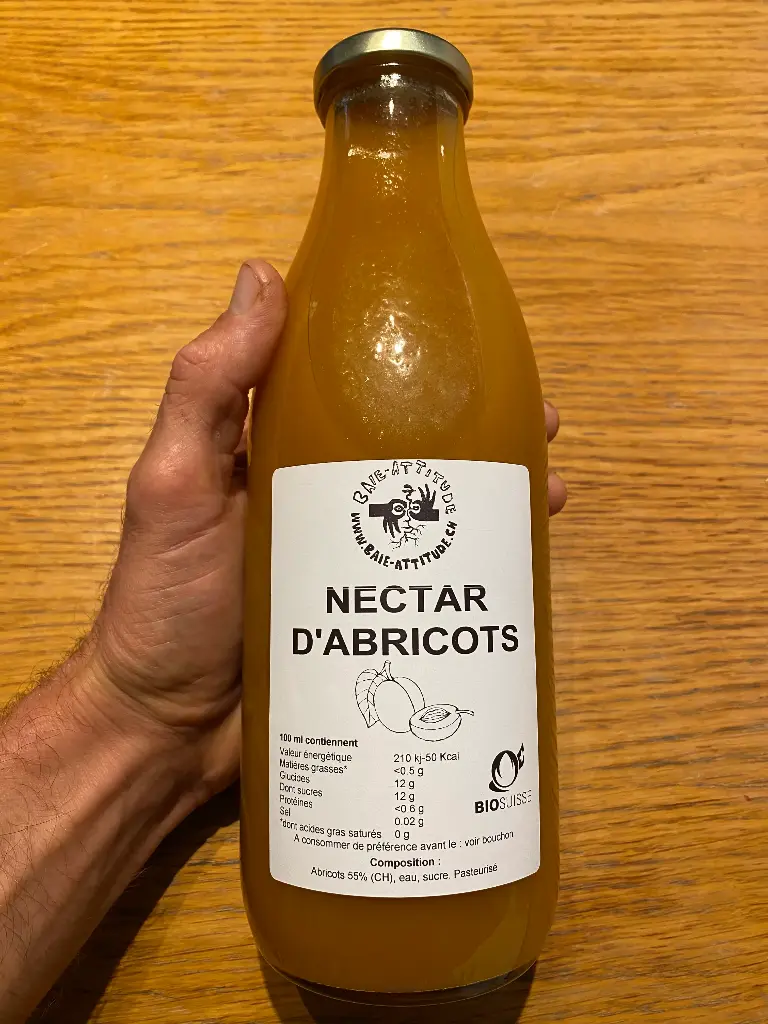 BAIE-ATTITUDE
WWW.BAIE-ATTITUDE.CH
NECTAR
D'ABRICOTS
100 ml contiennent
Valeur énergétique 210 kj-50 Kcal
Matières grasses* <0.5 g
Glucides 12 g
Dont sucres 12 g
Protéines <0.6 g
Sel 0.02 g
*dont acides gras saturés 0 g
A consommer de préférence avant le : voir bouchon
Composition :
Abricots 55% (CH), eau, sucre. Pasteurisé
BIOSUISSE